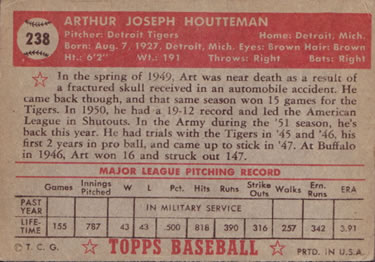 238
ARTHUR JOSEPH HOUTTEMAN
Pitcher: Detroit Tigers Home: Detroit, Mich.
Born: Aug. 7, 1927, Detroit, Mich. Eyes: Brown Hair: Brown
Ht.: 6'2" Wt.: 191 Throws: Right Bats: Right
In the spring of 1949, Art was near death as a result of
a fractured skull received in an automobile accident. He
came back though, and that same season won 15 games for the
Tigers. In 1950, he had a 19-12 record and led the American
League in Shutouts. In the Army during the '51 season, he's
back this year. He had trials with the Tigers in '45 and '46,
his first 2 years in pro ball, and came up to stick in '47. At Buffalo
in 1946, Art won 16 and struck out 147.
MAJOR LEAGUE PITCHING RECORD
Games Innings Pitched W L Pct. Hits Runs Strike Outs Walks Ern. Runs ERA
PAST YEAR IN MILITARY SERVICE
LIFE-TIME 155 787 43 43 .500 818 390 316 257 342 3.91
© T. C. G. TOPPS BASEBALL PRTD. IN U.S.A.